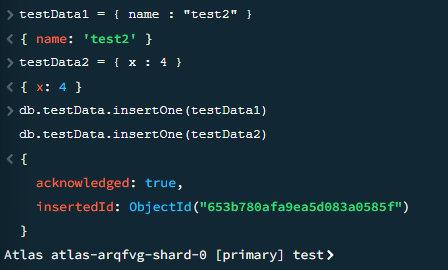 > testData1 = { name : "test2" }
< { name: 'test2' }
> testData2 = { x : 4 }
< { x: 4 }
> db.testData.insertOne(testData1)
db.testData.insertOne(testData2)
< {
acknowledged: true,
insertedId: ObjectId("653b780afa9ea5d083a0585f")
}
Atlas atlas-arqfvg-shard-0 [primary] test>